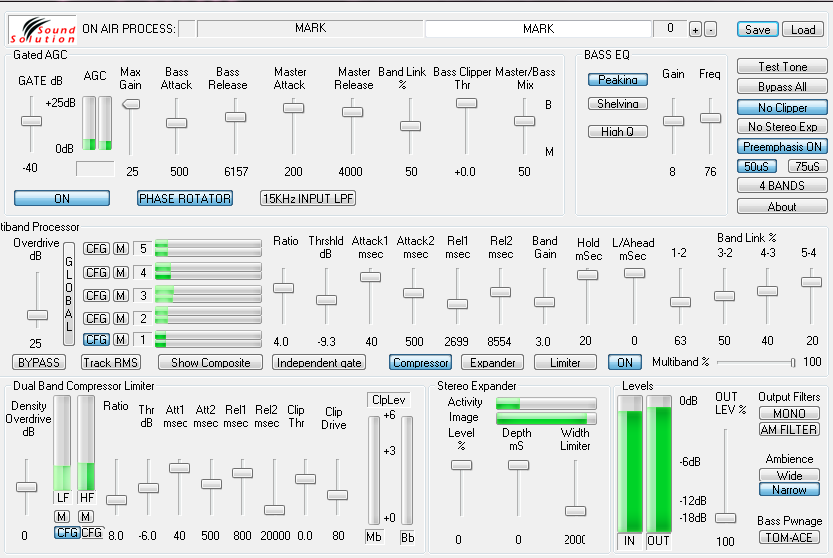 Sound Solution ON AIR PROCESS: MARK MARK 0 + - Save Load
Gated AGC BASS EQ
Test Tone
Bypass All
No Clipper
No Stereo Exp
Preemphasis ON
50uS 75uS
4 BANDS
About
GATE dB AGC Max Gain Bass Attack Bass Release Master Attack Master Release Band Link % Bass Clipper Thr Master/Bass Mix
+25dB 0dB B M
-40 25 500 6157 200 4000 50 +0.0 50
ON PHASE ROTATOR 15KHz INPUT LPF
Peaking Gain Freq
Shelving
High Q
8 76
tiband Processor
Overdrive dB GLOBAL Ratio Thrshld dB Attack1 msec Attack2 msec Rel1 msec Rel2 msec Band Gain Hold mSec L/Ahead mSec Band Link %
1-2 3-2 4-3 5-4
CFG M 5
CFG M 4
CFG M 3
CFG M 2
CFG M 1
25 4.0 -9.3 40 500 2699 8554 3.0 20 0 63 50 40 20
BYPASS Track RMS Show Composite Independent gate Compressor Expander Limiter ON Multiband % 100
Dual Band Compressor Limiter
Density Overdrive dB Ratio Thr dB Att1 msec Att2 msec Rel1 msec Rel2 msec Clip Thr Clip Drive ClpLev
+6
+3
+0
LF HF
M M
CFG CFG
0 8.0 -6.0 40 500 800 20000 0.0 80 Mb Bb
Stereo Expander
Activity
Image
Level % Depth mS Width Limiter
0 0 2000
Levels
0dB
-6dB
-12dB
-18dB
IN OUT
OUT LEV %
100
Output Filters
MONO
AM FILTER
Ambience
Wide
Narrow
Bass Pwnage
TOM-ACE